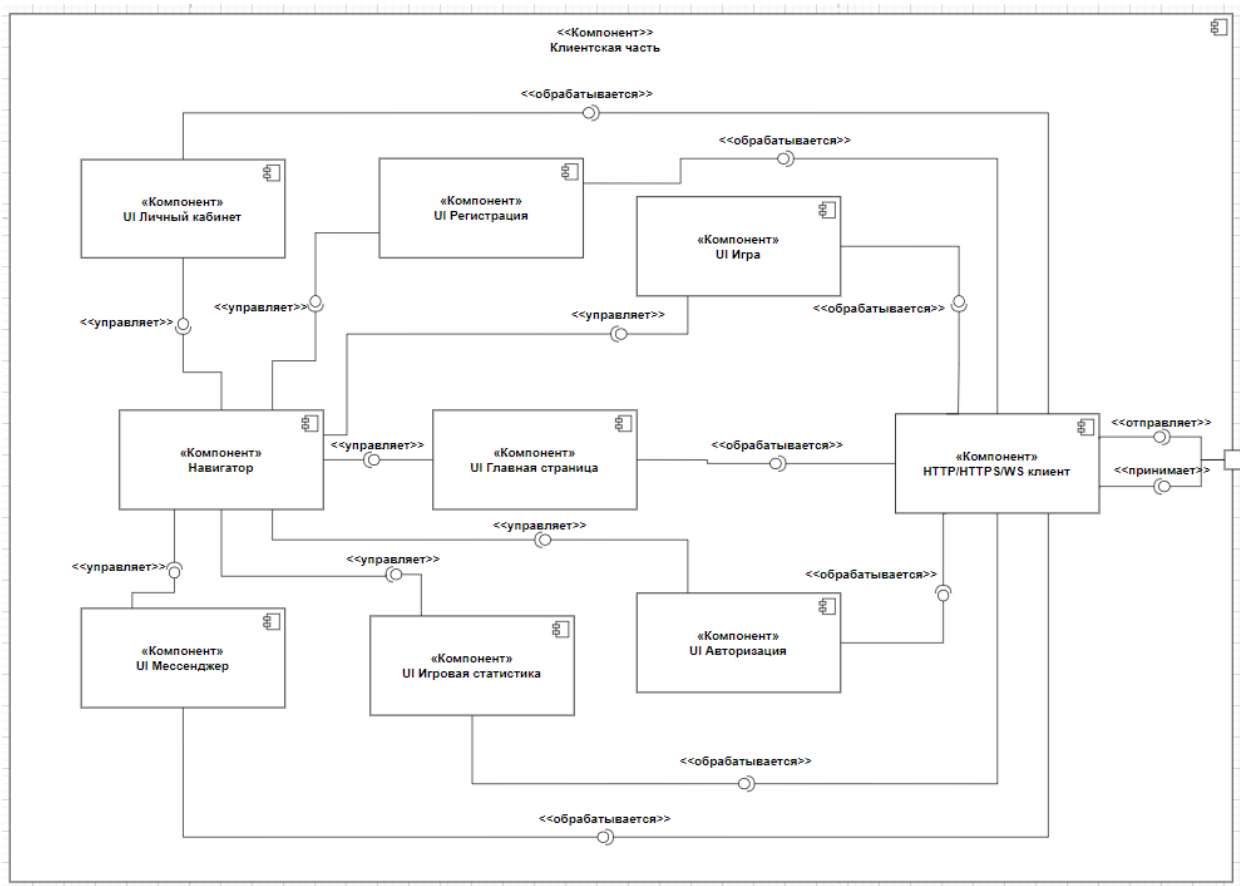 <<Компонент>>
Клиентская часть
<<обрабатывается>>
<<обрабатывается>>
«Компонент»
UI Личный кабинет
«Компонент»
UI Регистрация
«Компонент»
UI Игра
<<управляет>>
<<управляет>>
<<управляет>>
<<обрабатывается>>
«Компонент»
Навигатор
<<управляет>>
«Компонент»
UI Главная страница
<<обрабатывается>>
«Компонент»
HTTP/HTTPS/WS клиент
<<отправляет>>
<<принимает>>
<<управляет>>
<<управляет>>
<<управляет>>
<<обрабатывается>>
«Компонент»
UI Мессенджер
«Компонент»
UI Игровая статистика
«Компонент»
UI Авторизация
<<обрабатывается>>
<<обрабатывается>>